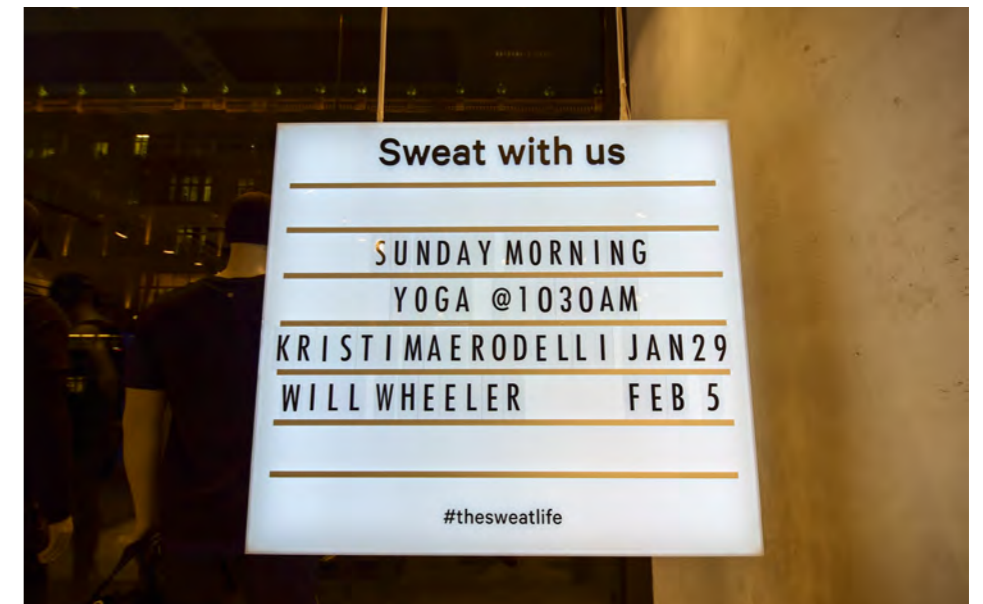 Sweat with us
SUNDAY MORNING
YOGA @1030AM
KRISTIMAERODELLI JAN29
WILL WHEELER FEB 5
#thesweatlife